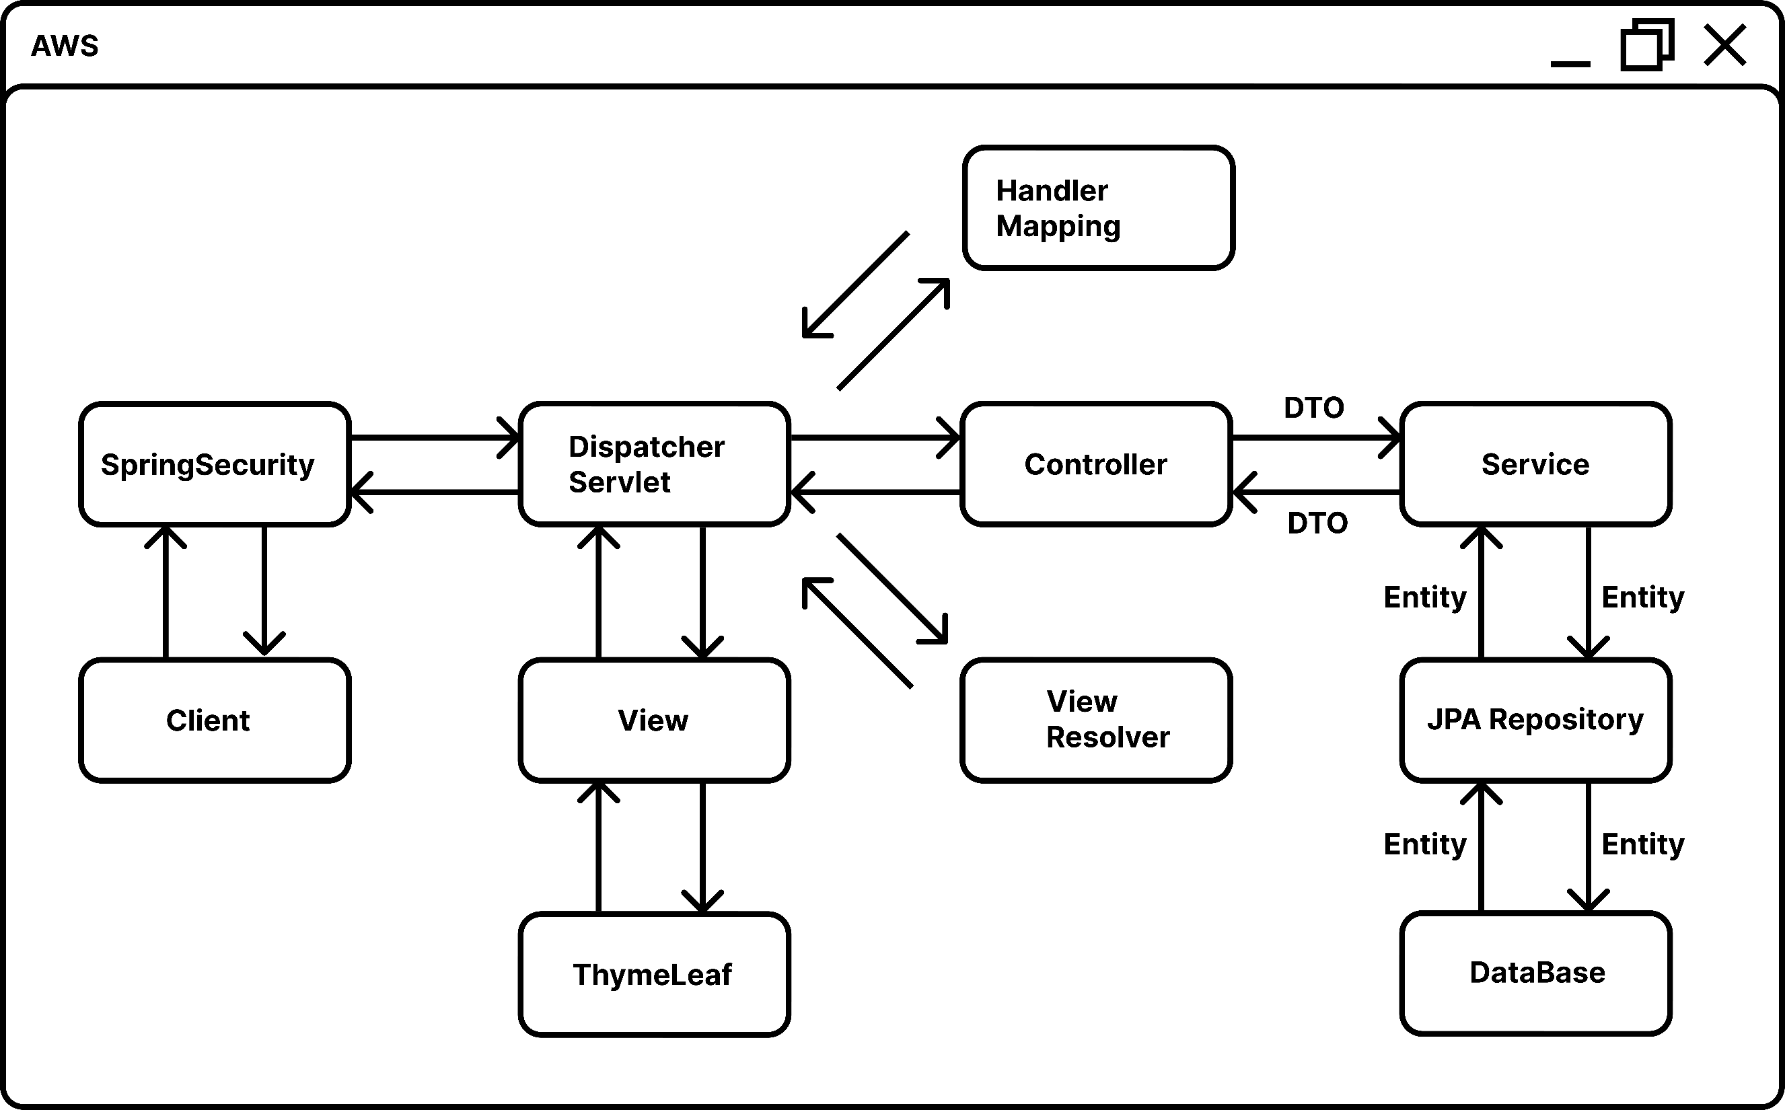 AWS
Handler
Mapping
SpringSecurity
Dispatcher
Servlet
Controller
DTO
DTO
Service
Entity
Entity
Client
View
View
Resolver
JPA Repository
Entity
Entity
ThymeLeaf
DataBase